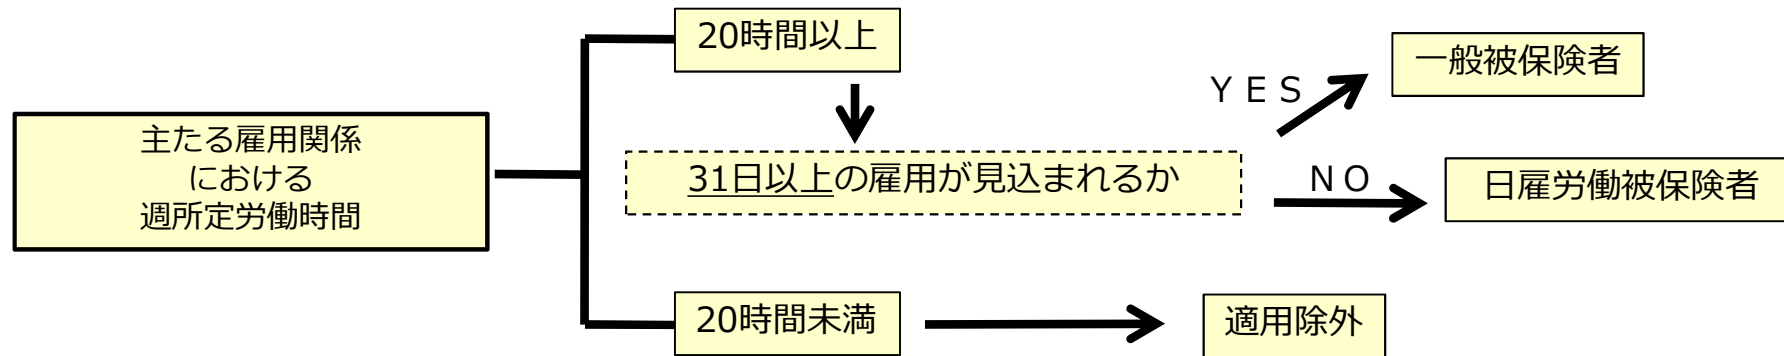 20時間以上
一般被保険者
YES
主たる雇用関係
における
週所定労働時間
31日以上の雇用が見込まれるか
NO
日雇労働被保険者
20時間未満
適用除外